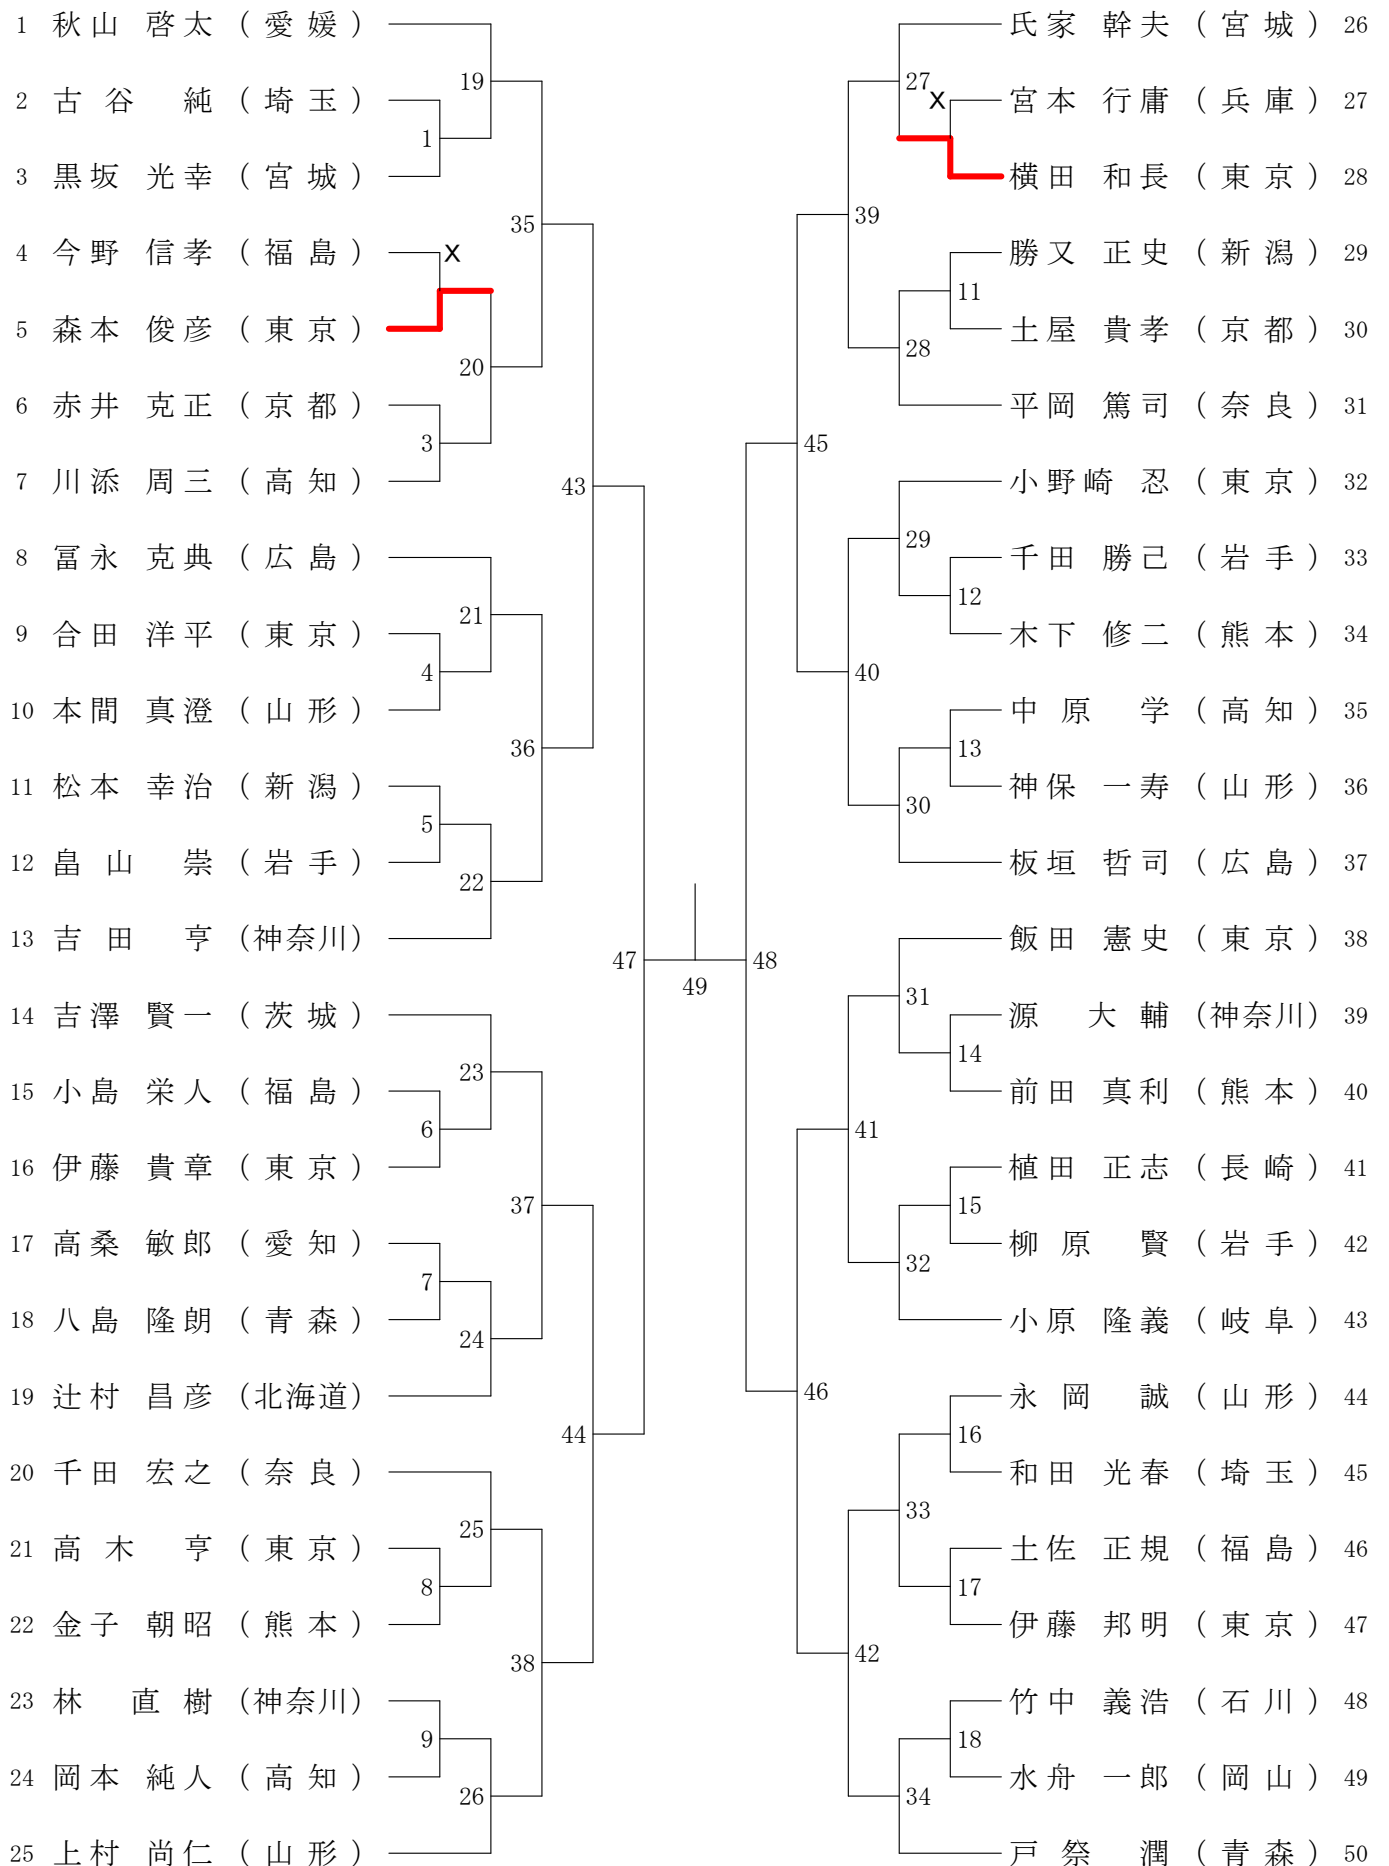 1 秋山 啓太 (愛媛)
2 古谷 純 (埼玉)
3 黒坂 光幸 (宮城)
4 今野 信孝 (福島)
5 森本 俊彦 (東京)
6 赤井 克正 (京都)
7 川添 周三 (高知)
8 冨永 克典 (広島)
9 合田 洋平 (東京)
10 本間 真澄 (山形)
11 松本 幸治 (新潟)
12 畠山 崇 (岩手)
13 吉田 亨 (神奈川)
14 吉澤 賢一 (茨城)
15 小島 栄人 (福島)
16 伊藤 貴章 (東京)
17 高桑 敏郎 (愛知)
18 八島 隆朗 (青森)
19 辻村 昌彦 (北海道)
20 千田 宏之 (奈良)
21 高木 亨 (東京)
22 金子 朝昭 (熊本)
23 林 直樹 (神奈川)
24 岡本 純人 (高知)
25 上村 尚仁 (山形)
1
x
3
4
5
6
7
8
9
19
20
21
22
23
24
25
26
35
36
37
38
43
44
47
49
48
45
46
39
40
41
42
27
28
29
30
31
32
33
34
x
11
12
13
14
15
16
17
18
氏家 幹夫 (宮城) 26
宮本 行庸 (兵庫) 27
横田 和長 (東京) 28
勝又 正史 (新潟) 29
土屋 貴孝 (京都) 30
平岡 篤司 (奈良) 31
小野崎 忍 (東京) 32
千田 勝己 (岩手) 33
木下 修二 (熊本) 34
中原 学 (高知) 35
神保 一寿 (山形) 36
板垣 哲司 (広島) 37
飯田 憲史 (東京) 38
源 大輔 (神奈川) 39
前田 真利 (熊本) 40
植田 正志 (長崎) 41
柳原 賢 (岩手) 42
小原 隆義 (岐阜) 43
永岡 誠 (山形) 44
和田 光春 (埼玉) 45
土佐 正規 (福島) 46
伊藤 邦明 (東京) 47
竹中 義浩 (石川) 48
水舟 一郎 (岡山) 49
戸祭 潤 (青森) 50